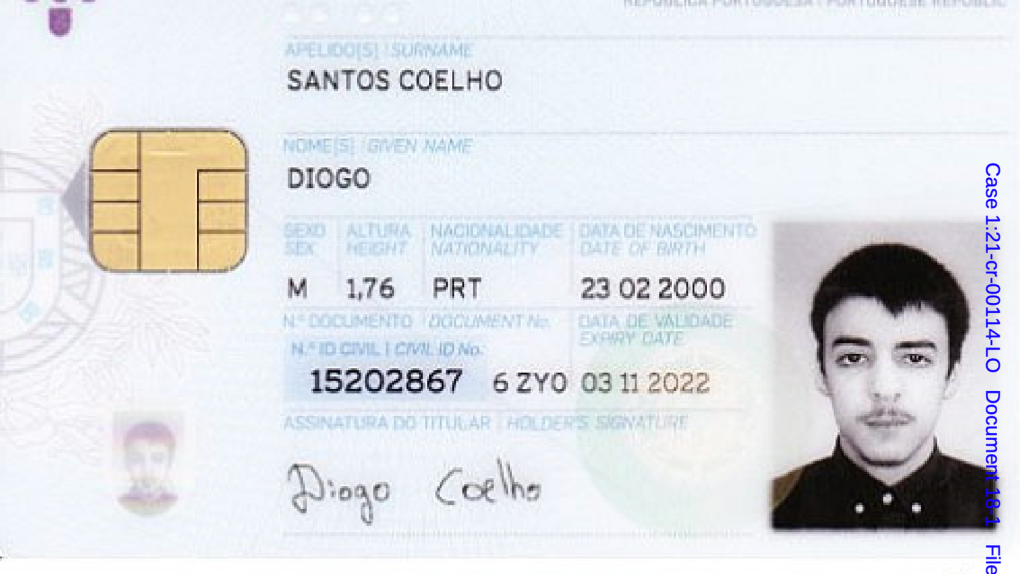 REPÚBLICA PORTUGUESA | PORTUGUESE REPUBLIC
APELIDO[S] | SURNAME
SANTOS COELHO
NOME[S] | GIVEN NAME
DIOGO
SEXO ALTURA NACIONALIDADE DATA DE NASCIMENTO
SEX HEIGHT NATIONALITY DATE OF BIRTH
M 1,76 PRT 23 02 2000
N.º DOCUMENTO | DOCUMENT No. DATA DE VALIDADE
EXPIRY DATE
N.º ID CIVIL | CIVIL ID No.
15202867 6 ZY0 03 11 2022
ASSINATURA DO TITULAR | HOLDER'S SIGNATURE
Diogo Coelho
Case 1:21-cr-00114-LO Document 18-1 File